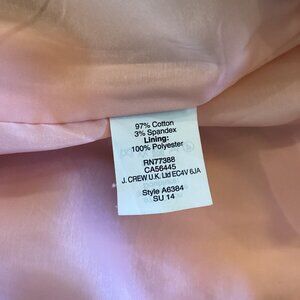 97% Cotton
3% Spandex
Lining:
100% Polyester
RN77388
CA56445
J. CREW U.K. Ltd EC4V 6JA
Style A6384
SU 14